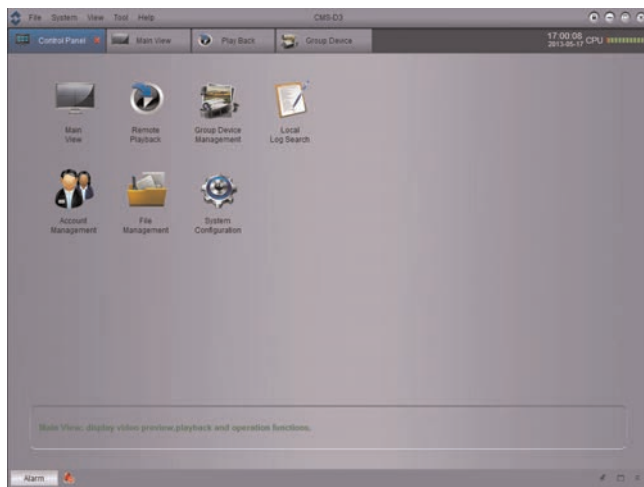 File System View Tool Help
CMS-D3
Control Panel
Main View
Play Back
Group Device
17:00:06
2013-05-17
CPU
Main
View
Remote
Playback
Group Device
Management
Local
Log Search
Account
Management
File
Management
System
Configuration
Main View; display video preview,playback and operation functions.
Alarm